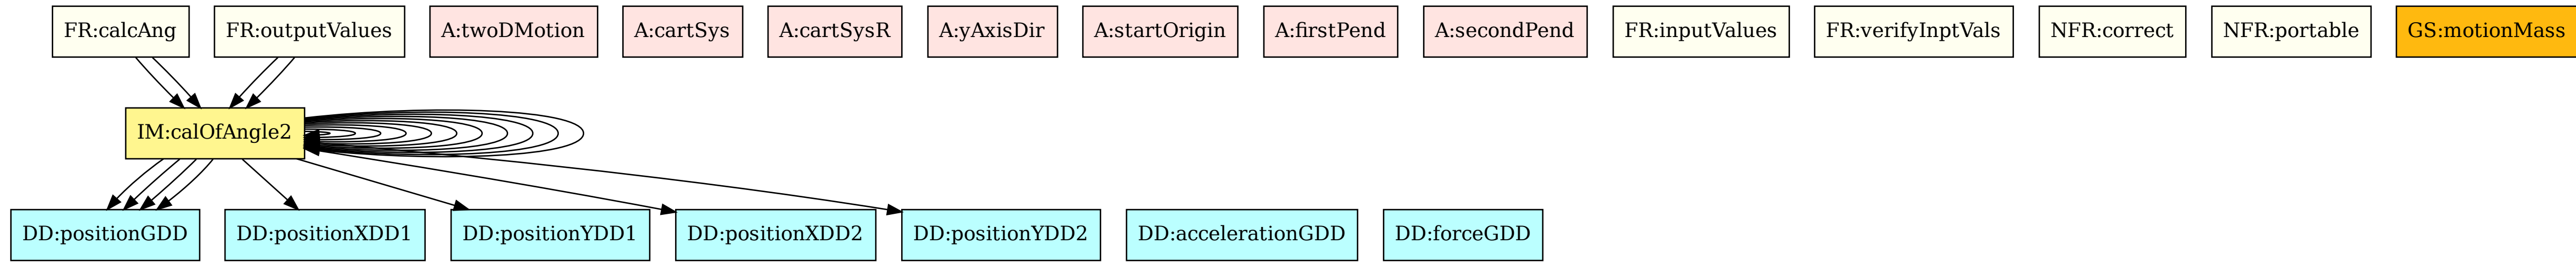 FR:calcAng
FR:outputValues
A:twoDMotion
A:cartSys
A:cartSysR
A:yAxisDir
A:startOrigin
A:firstPend
A:secondPend
FR:inputValues
FR:verifyInptVals
NFR:correct
NFR:portable
GS:motionMass
IM:calOfAngle2
DD:positionGDD
DD:positionXDD1
DD:positionYDD1
DD:positionXDD2
DD:positionYDD2
DD:accelerationGDD
DD:forceGDD